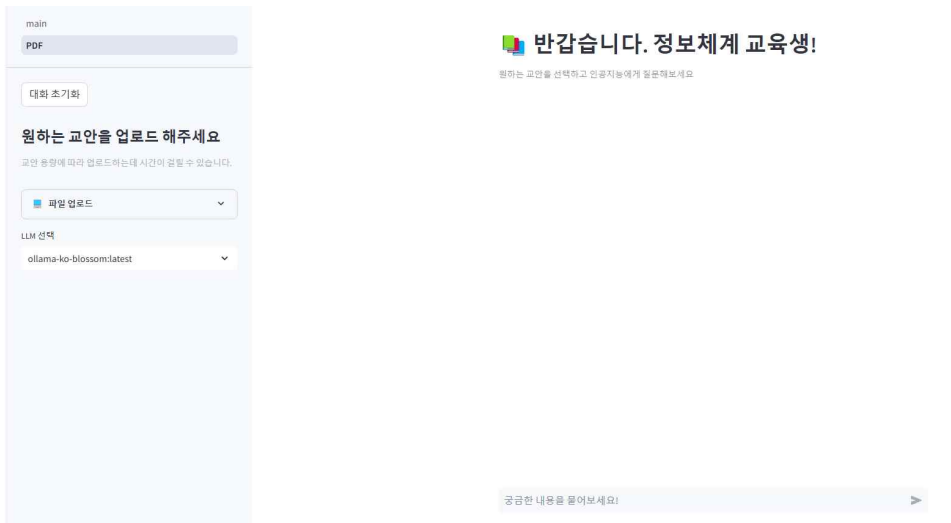 main
PDF
대화 초기화
원하는 교안을 업로드 해주세요
교안 용량에 따라 업로드하는데 시간이 걸릴 수 있습니다.
파일 업로드
LLM 선택
ollama-ko-blossom:latest
반갑습니다. 정보체계 교육생!
원하는 교안을 선택하고 인공지능에게 질문해보세요
궁금한 내용을 물어보세요!